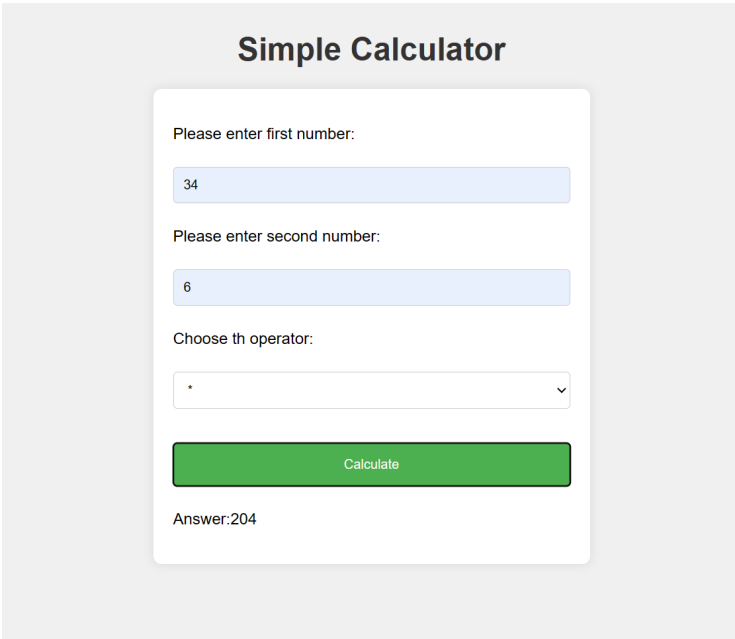 Simple Calculator
Please enter first number:
34
Please enter second number:
6
Choose th operator:
*
Calculate
Answer:204